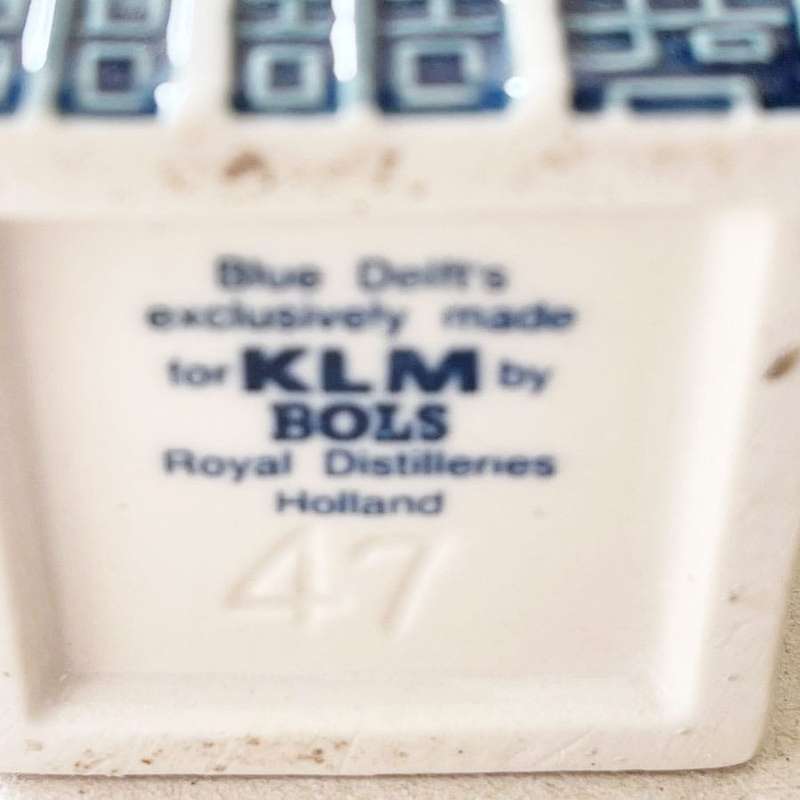 Blue Delft's
exclusively made
for KLM by
BOLS
Royal Distilleries
Holland
47